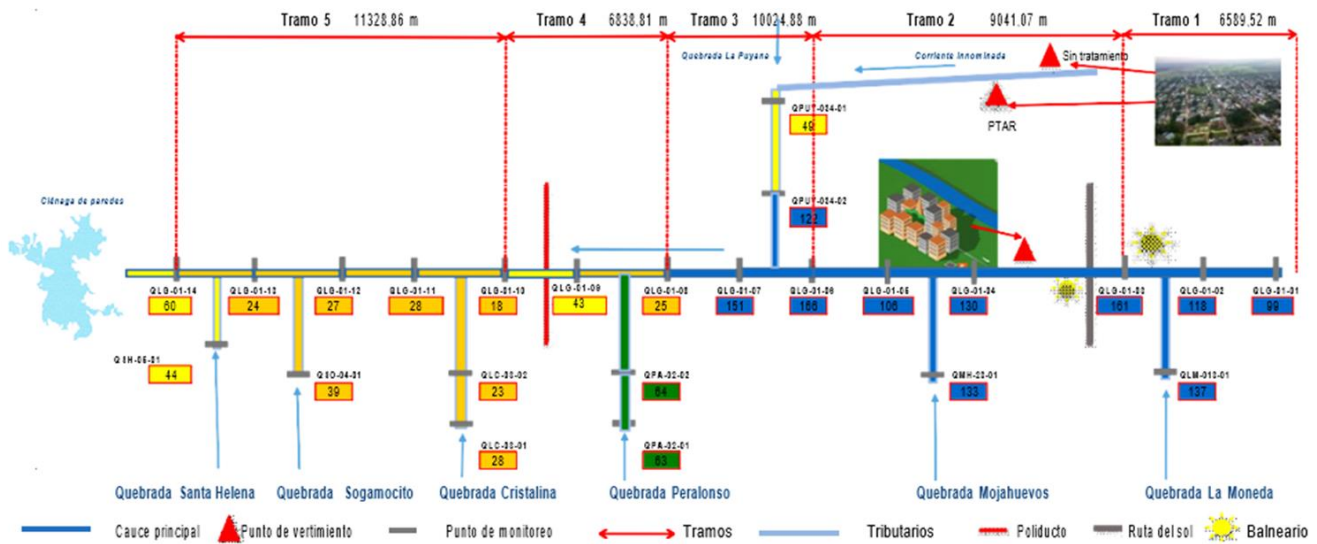 Tramo 5 11328.86 m Tramo 4 6838.81 m Tramo 3 10024.88 m Tramo 2 9041.07 m Tramo 1 6589.52 m
Quebrada La Puyana Corriente innominada Sin tratamiento
QPUY-034-01
49
PTAR
Ciénaga de paredes
QPUY-034-02
122
QLG-01-14 QLG-01-13 QLG-01-12 QLG-01-11 QLG-01-10 QLG-01-09 QLG-01-08 QLG-01-07 QLG-01-06 QLG-01-05 QLG-01-04 QLG-01-03 QLG-01-02 QLG-01-01
60 24 27 28 18 43 25 151 166 106 130 161 118 99
QSH-05-01 QSO-04-01 QLC-03-02 QPA-02-02 QMH-23-01 QLM-013-01
44 39 23 64 133 137
QLC-03-01 QPA-02-01
28 63
Quebrada Santa Helena Quebrada Sogamocito Quebrada Cristalina Quebrada Peralonso Quebrada Mojahuevos Quebrada La Moneda
Cauce principal Punto de vertimiento Punto de monitoreo Tramos Tributarios Poliducto Ruta del sol Balneario